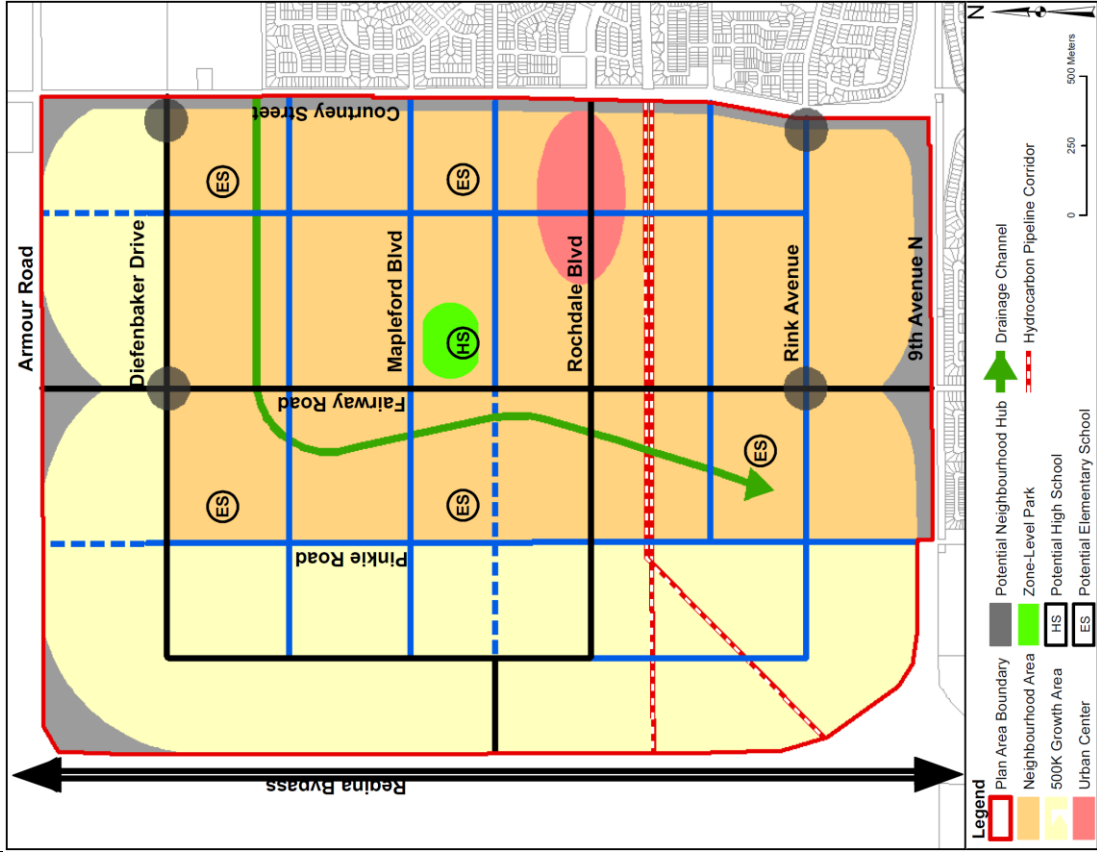 Armour Road
Diefenbaker Drive
Courtney Street
ES
ES
Mapleford Blvd
ES
ES
HS
Fairway Road
Pinkie Road
Rochdale Blvd
ES
Rink Avenue
9th Avenue N
Regina Bypass
N
0
250
500 Meters
Legend
Plan Area Boundary
Neighbourhood Area
500K Growth Area
Urban Center
Potential Neighbourhood Hub
Zone-Level Park
HS
Potential High School
ES
Potential Elementary School
Drainage Channel
Hydrocarbon Pipeline Corridor